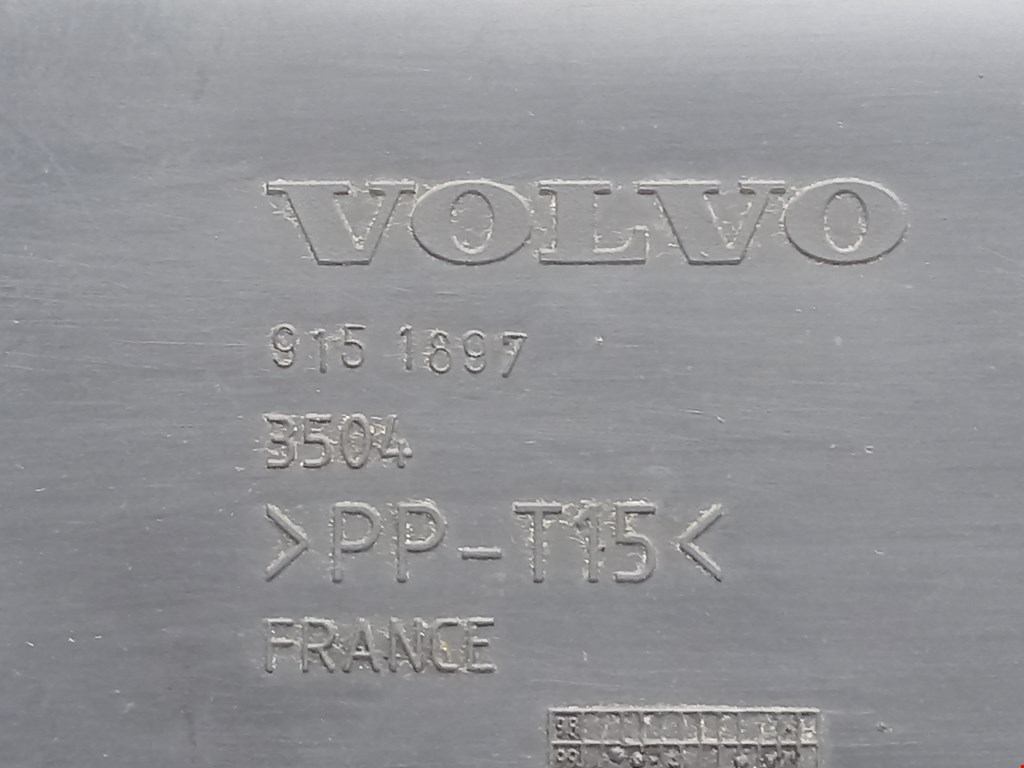 VOLVO
915 1897
3504
>PP-T15<
FRANCE